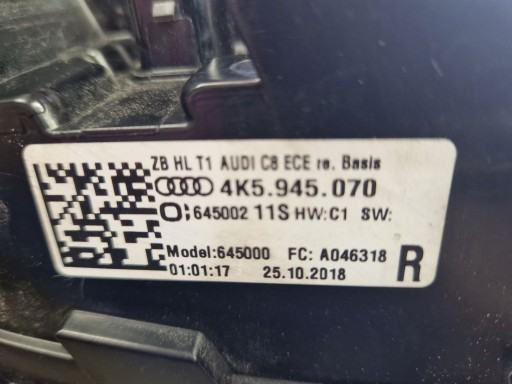 ZB HL T1 AUDI C8 ECE re. Basis
4K5.945.070
645002 11S HW:C1 SW:
Model:645000 FC: A046318
01:01:17 25.10.2018 R